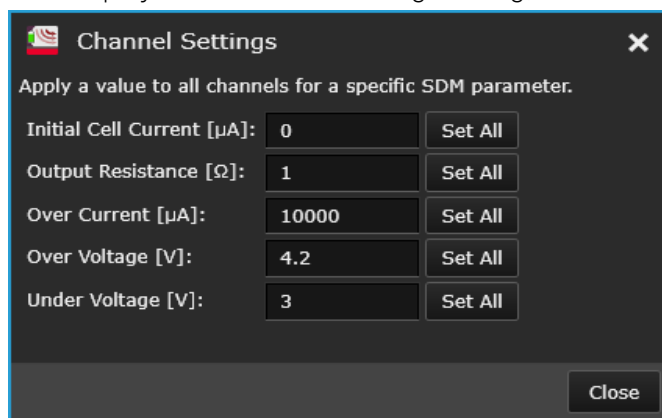 Channel Settings
Apply a value to all channels for a specific SDM parameter.
Initial Cell Current [µA]: 0 Set All
Output Resistance [Ω]: 1 Set All
Over Current [µA]: 10000 Set All
Over Voltage [V]: 4.2 Set All
Under Voltage [V]: 3 Set All
Close